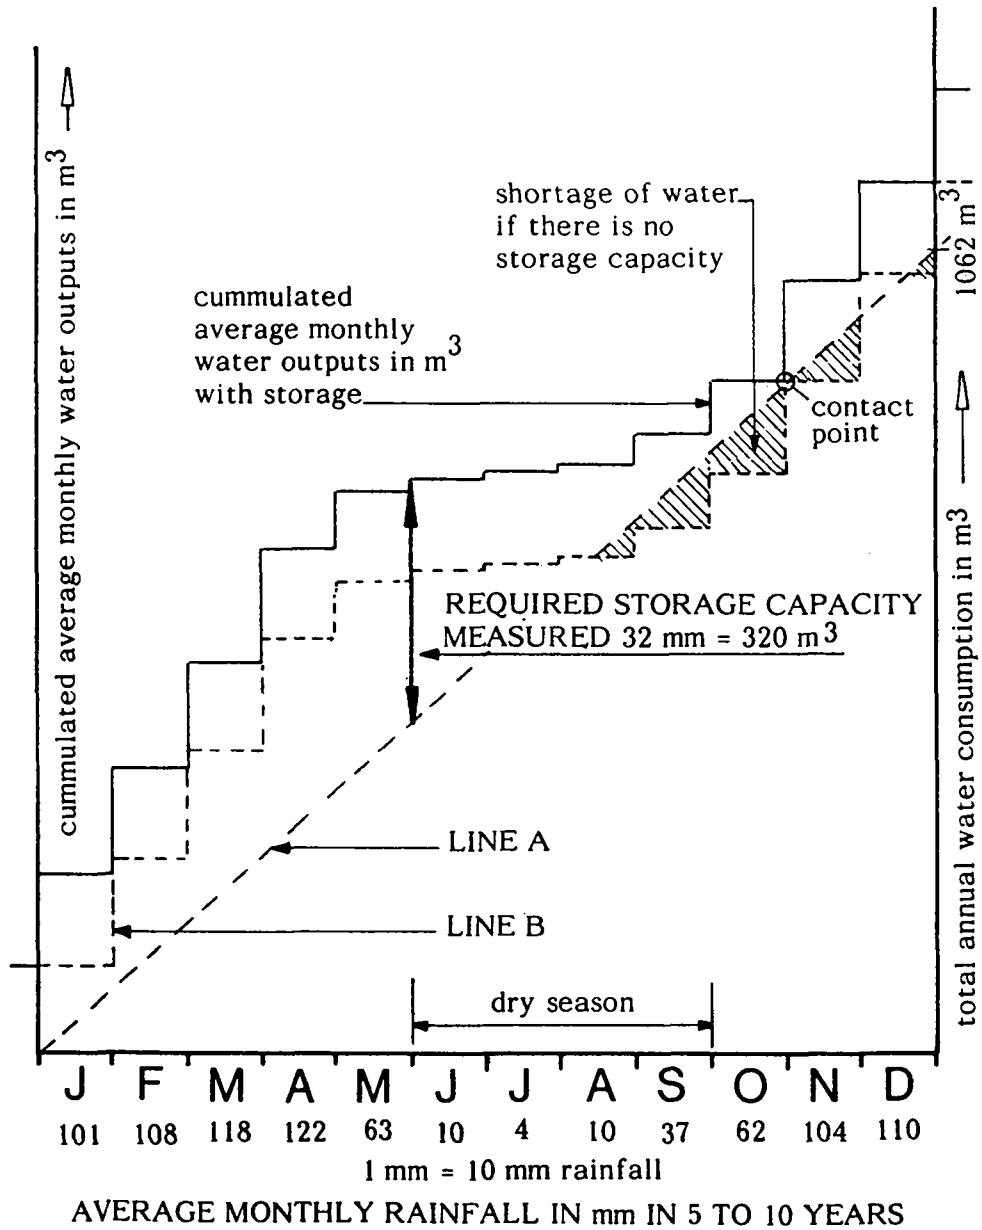 cummulated average monthly water outputs in m³
shortage of water
if there is no
storage capacity
cummulated
average monthly
water outputs in m³
with storage
contact
point
1062 m³
total annual water consumption in m³
REQUIRED STORAGE CAPACITY
MEASURED 32 mm = 320 m³
LINE A
LINE B
dry season
J F M A M J J A S O N D
101 108 118 122 63 10 4 10 37 62 104 110
1 mm = 10 mm rainfall
AVERAGE MONTHLY RAINFALL IN mm IN 5 TO 10 YEARS